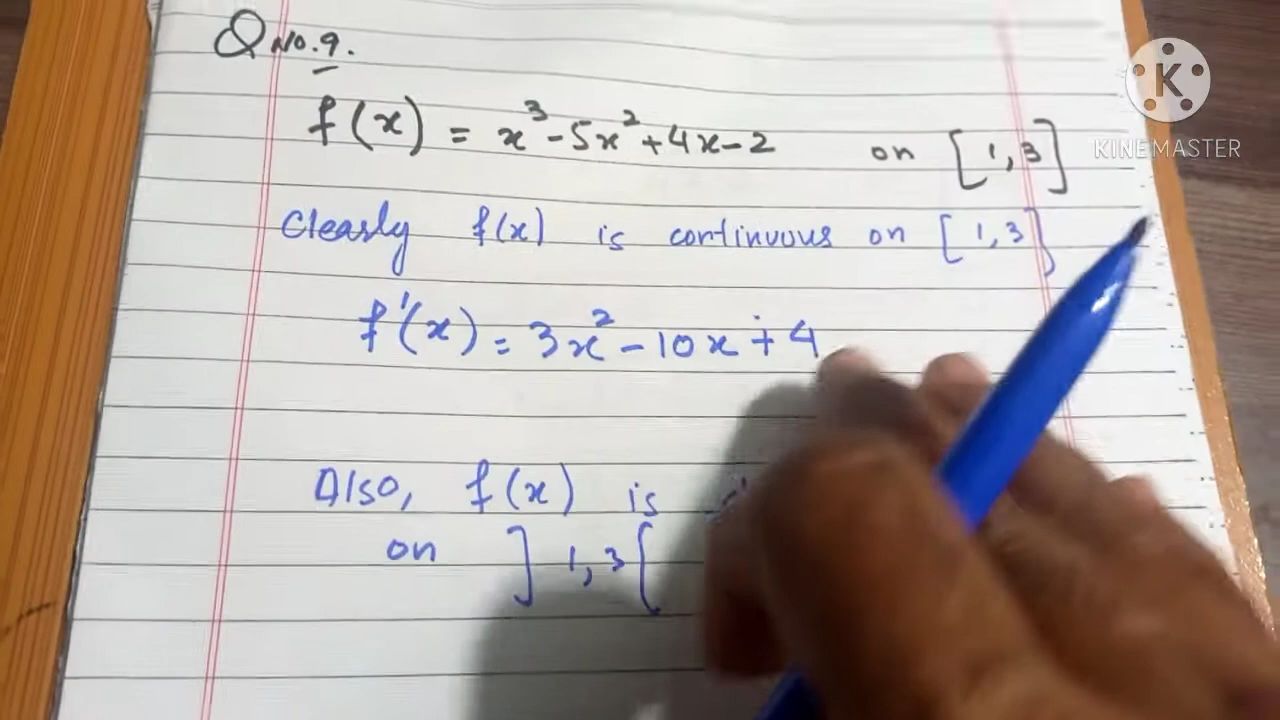 Q No.9.
f(x) = x³-5x²+4x-2 on [1,3]
KINEMASTER
Clearly f(x) is continuous on [1,3]
f'(x) = 3x²-10x+4
Also, f(x) is
on ]1,3[